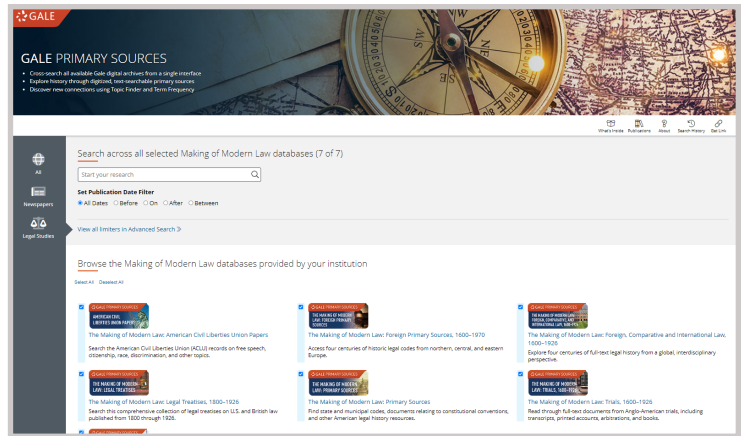 GALE
GALE PRIMARY SOURCES
• Cross-search all available Gale digital archives from a single interface
• Explore history through digitized, text-searchable primary sources
• Discover new connections using Topic Finder and Term Frequency
What's Inside Publications About Search History Get Link
All
Newspapers
Legal Studies
Search across all selected Making of Modern Law databases (7 of 7)
Start your research
Set Publication Date Filter
All Dates Before On After Between
View all limiters in Advanced Search
Browse the Making of Modern Law databases provided by your institution
Select All Deselect All
GALE PRIMARY SOURCES
AMERICAN CIVIL
LIBERTIES UNION PAPERS
The Making of Modern Law: American Civil Liberties Union Papers
Search the American Civil Liberties Union (ACLU) records on free speech,
citizenship, race, discrimination, and other topics.
GALE PRIMARY SOURCES
THE MAKING OF MODERN
LAW: FOREIGN PRIMARY
SOURCES
The Making of Modern Law: Foreign Primary Sources, 1600–1970
Access four centuries of historic legal codes from northern, central, and eastern
Europe.
GALE PRIMARY SOURCES
THE MAKING OF MODERN LAW:
FOREIGN, COMPARATIVE, AND
INTERNATIONAL LAW, 1600–1926
The Making of Modern Law: Foreign, Comparative and International Law,
1600–1926
Explore four centuries of full-text legal history from a global, interdisciplinary
perspective.
GALE PRIMARY SOURCES
THE MAKING OF MODERN
LAW: LEGAL TREATISES
The Making of Modern Law: Legal Treatises, 1800–1926
Search this comprehensive collection of legal treatises on U.S. and British law
published from 1800 through 1926.
GALE PRIMARY SOURCES
THE MAKING OF MODERN
LAW: PRIMARY SOURCES
The Making of Modern Law: Primary Sources
Find state and municipal codes, documents relating to constitutional conventions,
and other American legal history resources.
GALE PRIMARY SOURCES
THE MAKING OF MODERN
LAW: TRIALS, 1600–1926
The Making of Modern Law: Trials, 1600–1926
Read through full-text documents from Anglo-American trials, including
transcripts, printed accounts, arbitrations, and books.